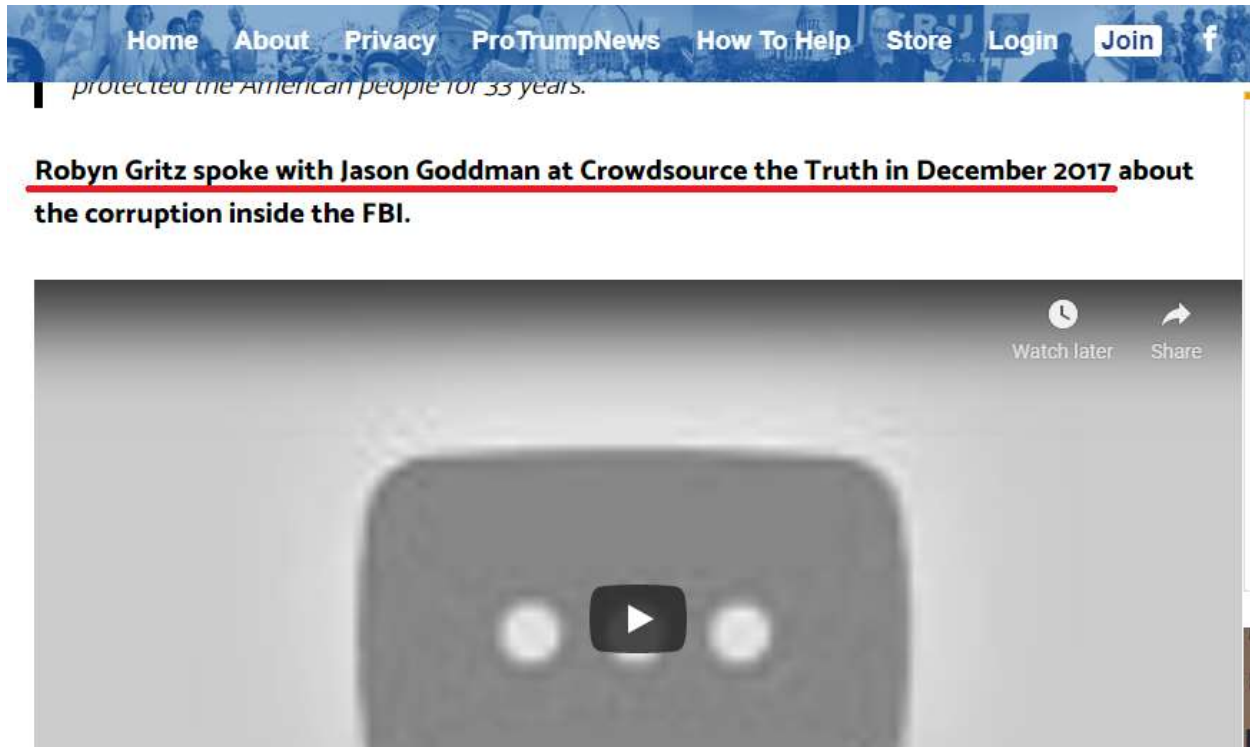 Home About Privacy ProTrumpNews How To Help Store Login Join f
protected the American people for 33 years.
Robyn Gritz spoke with Jason Goddman at Crowdsource the Truth in December 2017 about
the corruption inside the FBI.
Watch later Share